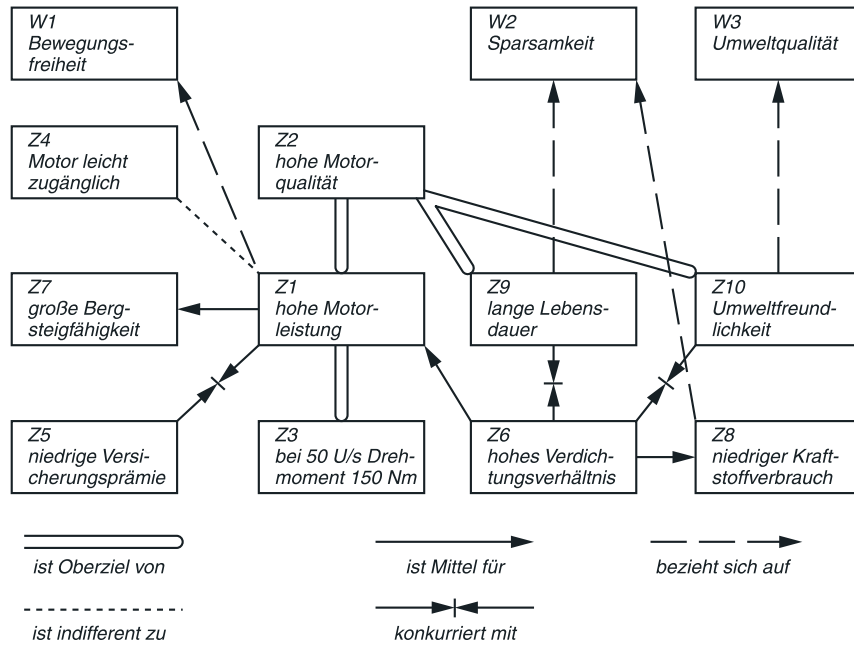 W1
Bewegungs-
freiheit
W2
Sparsamkeit
W3
Umweltqualität
Z4
Motor leicht
zugänglich
Z2
hohe Motor-
qualität
Z7
große Berg-
steigfähigkeit
Z1
hohe Motor-
leistung
Z9
lange Lebens-
dauer
Z10
Umweltfreund-
lichkeit
Z5
niedrige Versi-
cherungsprämie
Z3
bei 50 U/s Dreh-
moment 150 Nm
Z6
hohes Verdich-
tungsverhältnis
Z8
niedriger Kraft-
stoffverbrauch
ist Oberziel von
ist Mittel für
bezieht sich auf
ist indifferent zu
konkurriert mit